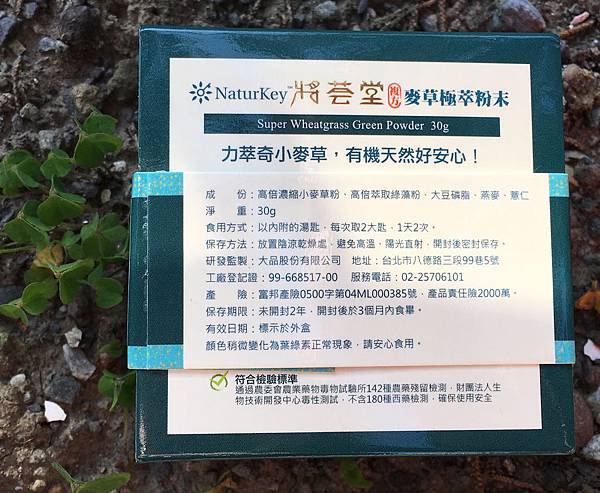 NaturKey™ 將薈堂 複方 麥草極萃粉末
Super Wheatgrass Green Powder 30g
力萃奇小麥草，有機天然好安心！
成　份：高倍濃縮小麥草粉、高倍萃取綠藻粉、大豆磷脂、燕麥、薏仁
淨　重：30g
食用方式：以內附的湯匙，每次取2大匙，1天2次。
保存方法：放置陰涼乾燥處，避免高溫、陽光直射，開封後密封保存。
研發監製：大品股份有限公司　地址：台北市八德路三段99巷5號
工廠登記證：99-668517-00　服務電話：02-25706101
產　險：富邦產險0500字第04ML000385號，產品責任險2000萬。
保存期限：未開封2年，開封後於3個月內食畢。
有效日期：標示於外盒
顏色稍微變化為葉綠素正常現象，請安心食用。
符合檢驗標準
通過農委會農業藥物毒物試驗所142種農藥殘留檢測，財團法人生
物技術開發中心毒性測試，不含180種西藥檢測，確保使用安全